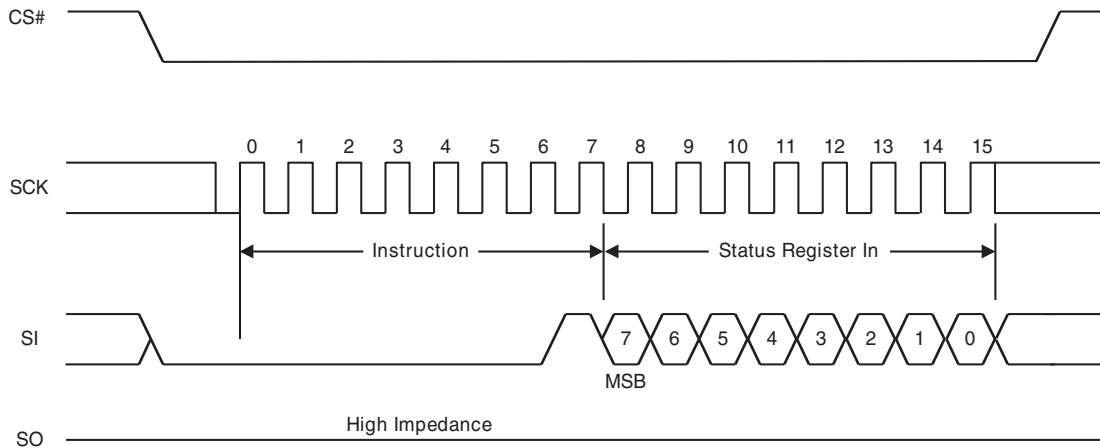 CS#
0 1 2 3 4 5 6 7 8 9 10 11 12 13 14 15
SCK
Instruction Status Register In
SI 7 6 5 4 3 2 1 0
MSB
High Impedance
SO